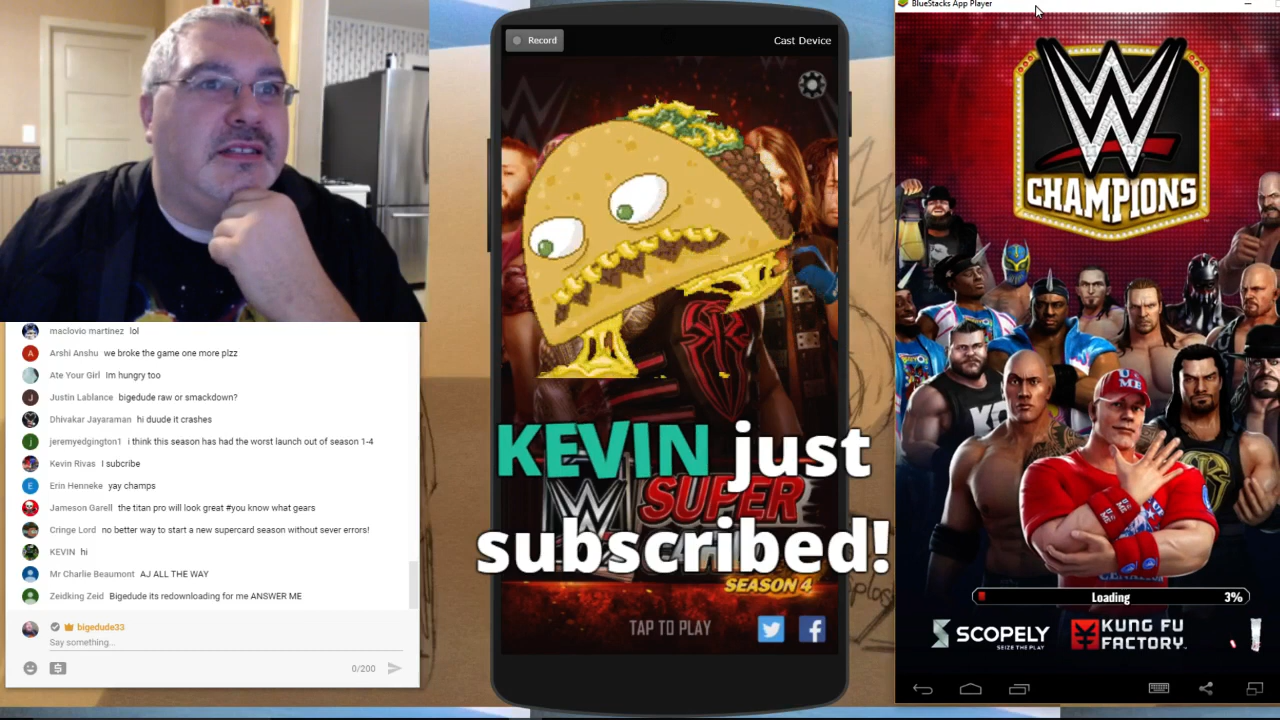 maclovio martinez lol
Arshi Anshu we broke the game one more plzz
Ate Your Girl Im hungry too
Justin Lablance bigedude raw or smackdown?
Dhivakar Jayaraman hi duude it crashes
jeremyedgington1 i think this season has had the worst launch out of season 1-4
Kevin Rivas I subcribe
Erin Henneke yay champs
Jameson Garell the titan pro will look great #you know what gears
Cringe Lord no better way to start a new supercard season without sever errors!
KEVIN hi
Mr Charlie Beaumont AJ ALL THE WAY
Zeidking Zeid Bigedude its redownloading for me ANSWER ME
bigedude33
Say something...
0/200
Record
Cast Device
KEVIN just
subscribed!
SUPER
SEASON 4
TAP TO PLAY
BlueStacks App Player
W
CHAMPIONS
U C
ME
Loading 3%
SCOPELY
SEIZE THE PLAY
KUNG FU
FACTORY